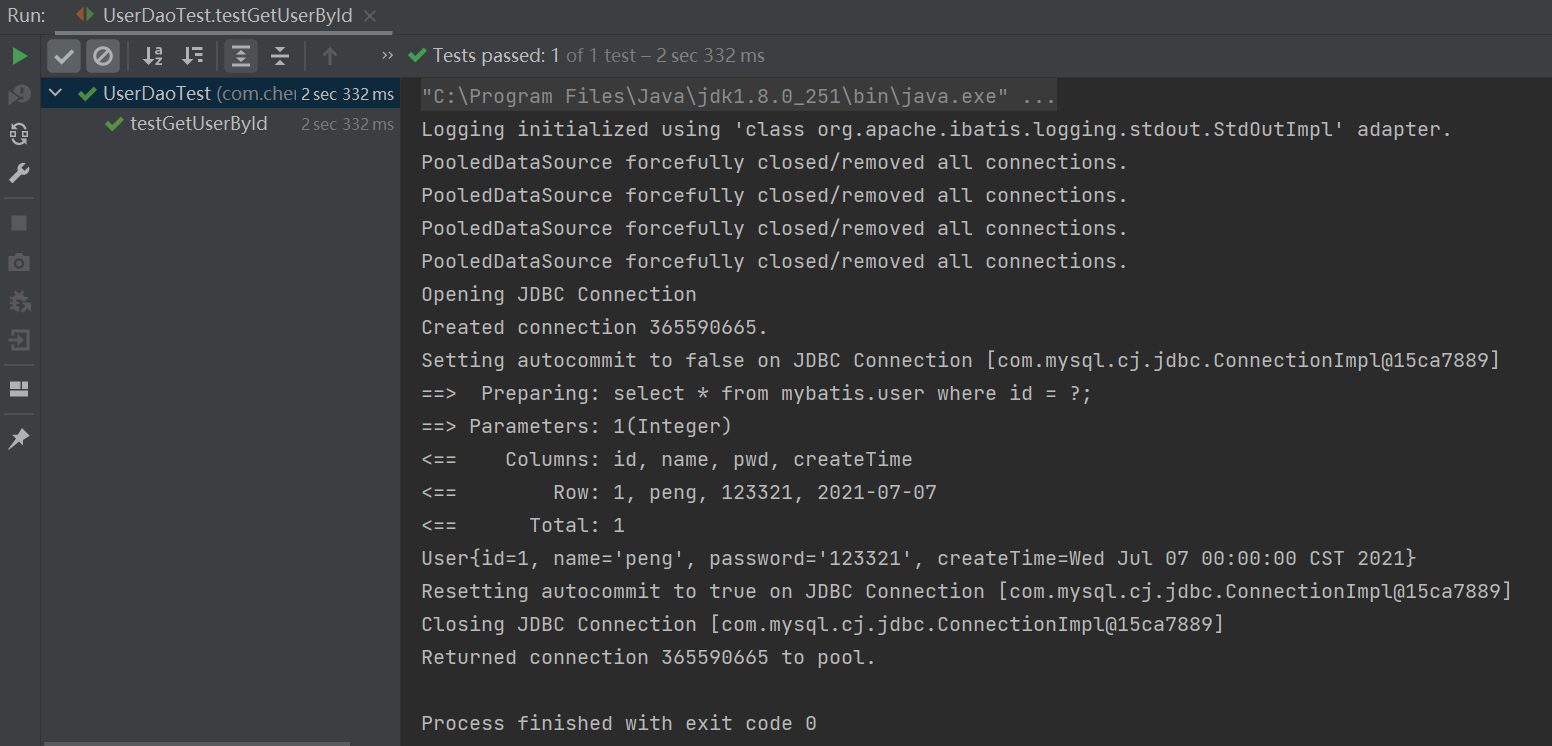 Run: UserDaoTest.testGetUserById
Tests passed: 1 of 1 test – 2 sec 332 ms
UserDaoTest (com.cher 2 sec 332 ms
testGetUserById 2 sec 332 ms
"C:\Program Files\Java\jdk1.8.0_251\bin\java.exe" ...
Logging initialized using 'class org.apache.ibatis.logging.stdout.StdOutImpl' adapter.
PooledDataSource forcefully closed/removed all connections.
PooledDataSource forcefully closed/removed all connections.
PooledDataSource forcefully closed/removed all connections.
PooledDataSource forcefully closed/removed all connections.
Opening JDBC Connection
Created connection 365590665.
Setting autocommit to false on JDBC Connection [com.mysql.cj.jdbc.ConnectionImpl@15ca7889]
==>  Preparing: select * from mybatis.user where id = ?;
==> Parameters: 1(Integer)
<==    Columns: id, name, pwd, createTime
<==        Row: 1, peng, 123321, 2021-07-07
<==      Total: 1
User{id=1, name='peng', password='123321', createTime=Wed Jul 07 00:00:00 CST 2021}
Resetting autocommit to true on JDBC Connection [com.mysql.cj.jdbc.ConnectionImpl@15ca7889]
Closing JDBC Connection [com.mysql.cj.jdbc.ConnectionImpl@15ca7889]
Returned connection 365590665 to pool.
Process finished with exit code 0